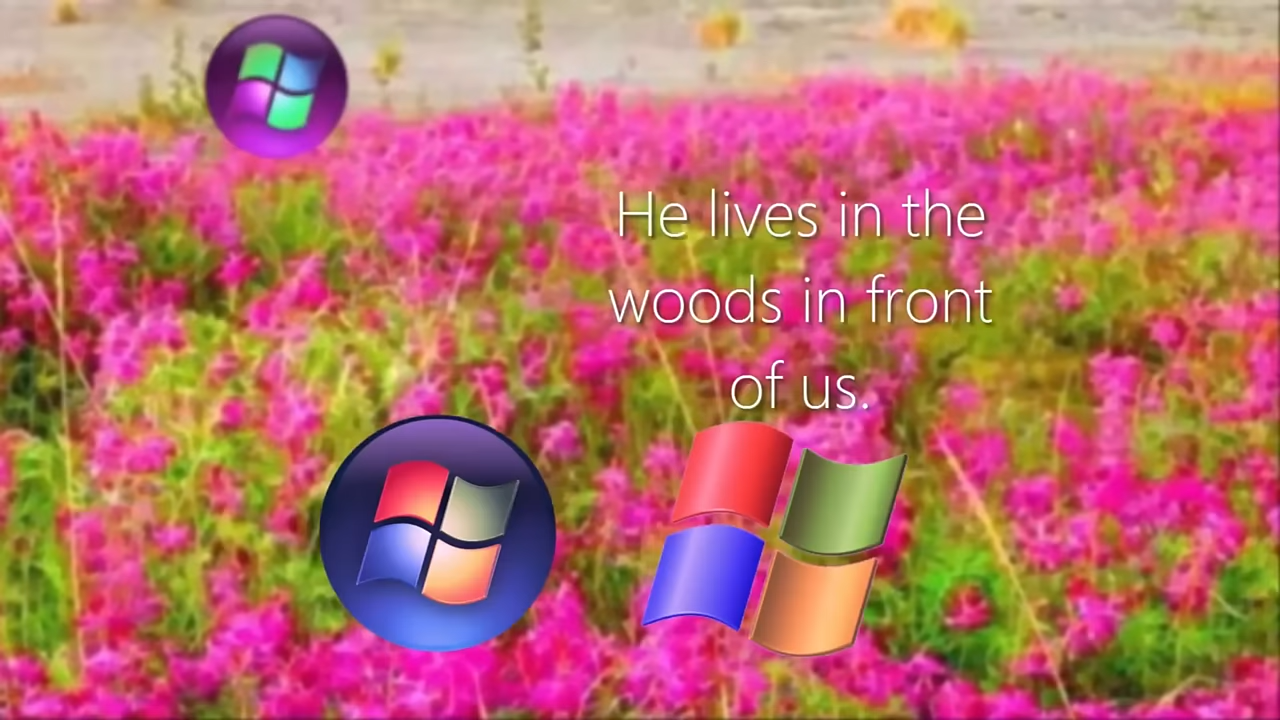 He lives in the
woods in front
of us.